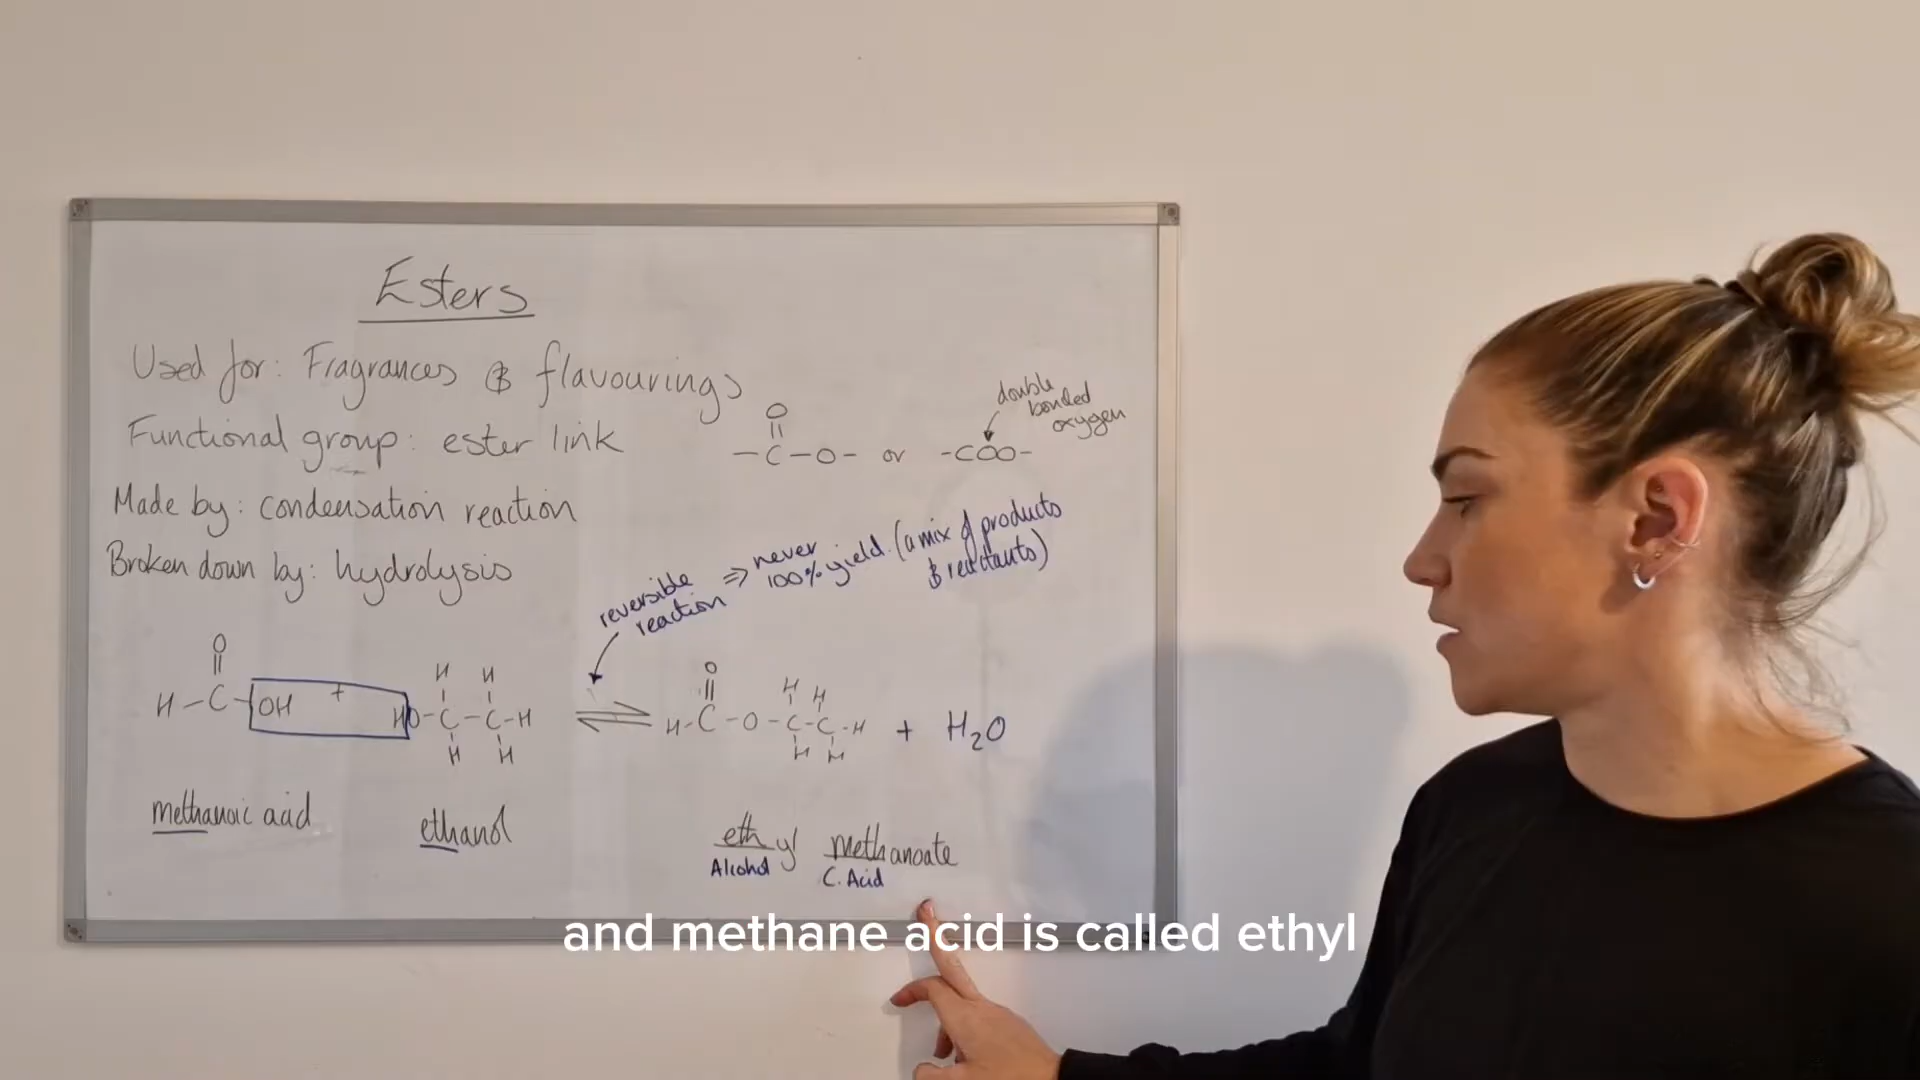 Esters
Used for: Fragrances & flavourings
Functional group: ester link
O
||
-C-O- or -COO-
double
bonded
oxygen
Made by: condensation reaction
Broken down by: hydrolysis
reversible
reaction
⇒ never
100% yield. (a mix of products
& reactants)
O
||
H-C-OH + HO-C-C-H ⇌ H-C-O-C-C-H + H₂O
H H
H H
O
||
H H
H H
methanoic acid
ethanol
ethyl methanoate
Alcohol C. Acid
and methane acid is called ethyl